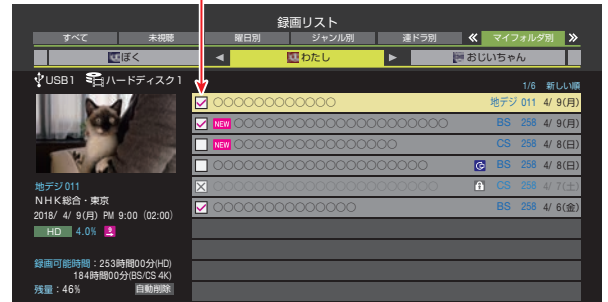 録画リスト
すべて 未視聴 曜日別 ジャンル別 連ドラ別 ≪ マイフォルダ別 ≫
ぼく ◀ わたし ▶ おじいちゃん
USB1 ハードディスク1
1/6 新しい順
○○○○○○○○○○○○ 地デジ 011 4/ 9(月)
NEW ○○○○○○○○○○○○○○○○○○○○○ BS 258 4/ 9(月)
NEW ○○○○○○○○○○○○○○○○ CS 258 4/ 8(日)
○○○○○○○○○○○○○○○○○○○○○ BS 258 4/ 8(日)
○○○○○○○○○○○○○○○○○○○○○○ CS 258 4/ 7(土)
○○○○○○○○○○○○○○ BS 258 4/ 6(金)
地デジ011
NHK総合・東京
2018/ 4/ 9(月) PM 9:00 (02:00)
HD 4.0%
録画可能時間：253時間00分(HD)
184時間00分(BS/CS 4K)
残量：46% 自動削除